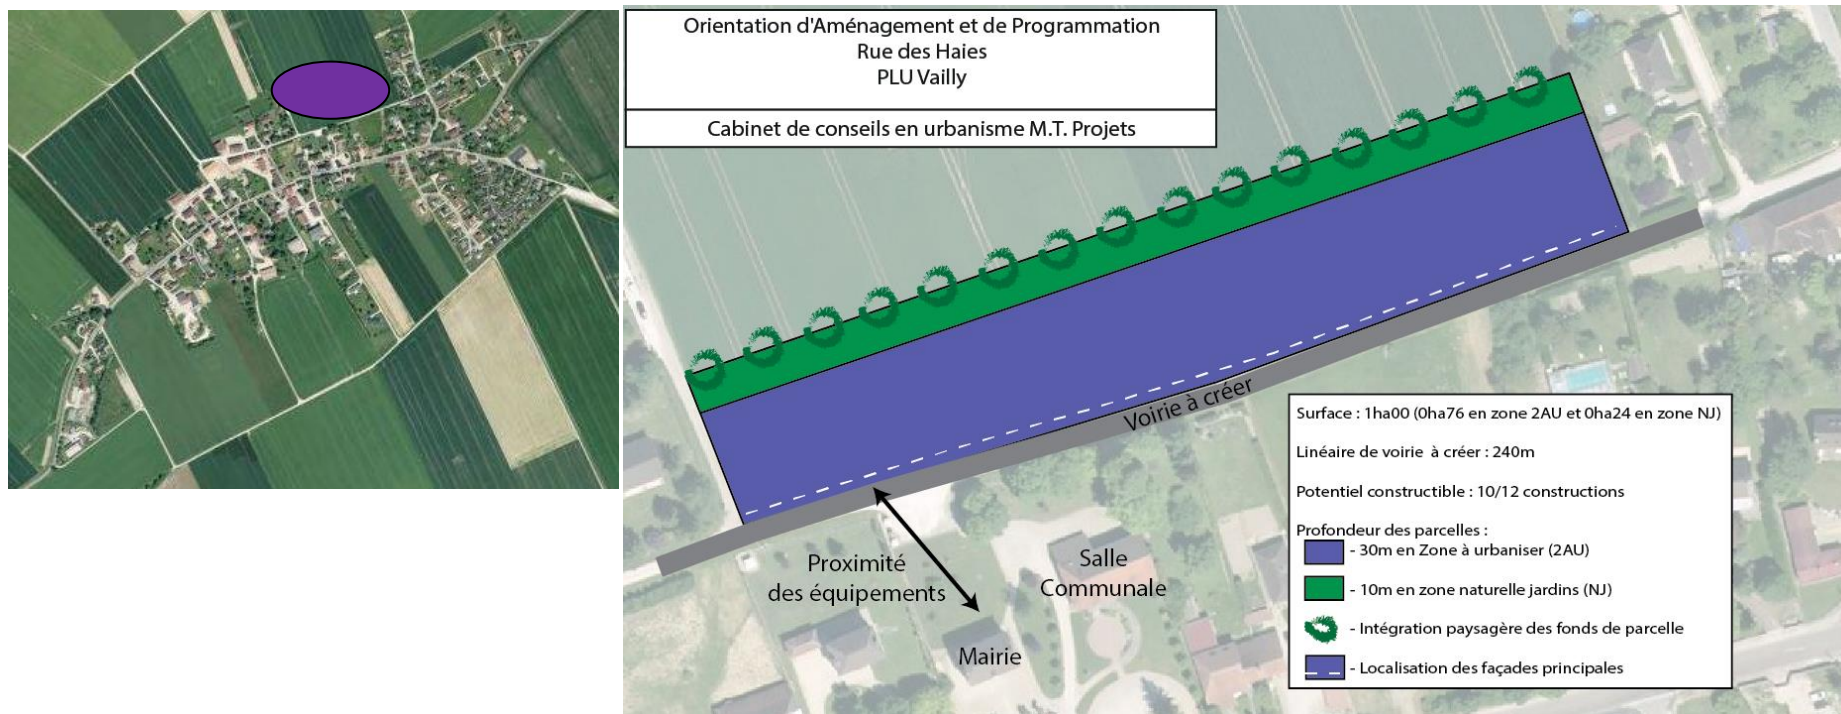 Orientation d'Aménagement et de Programmation
Rue des Haies
PLU Vailly
Cabinet de conseils en urbanisme M.T. Projets
Voirie à créer
Proximité
des équipements
Salle
Communale
Mairie
Surface : 1ha00 (0ha76 en zone 2AU et 0ha24 en zone NJ)
Linéaire de voirie à créer : 240m
Potentiel constructible : 10/12 constructions
Profondeur des parcelles :
- 30m en Zone à urbaniser (2AU)
- 10m en zone naturelle jardins (NJ)
- Intégration paysagère des fonds de parcelle
- Localisation des façades principales